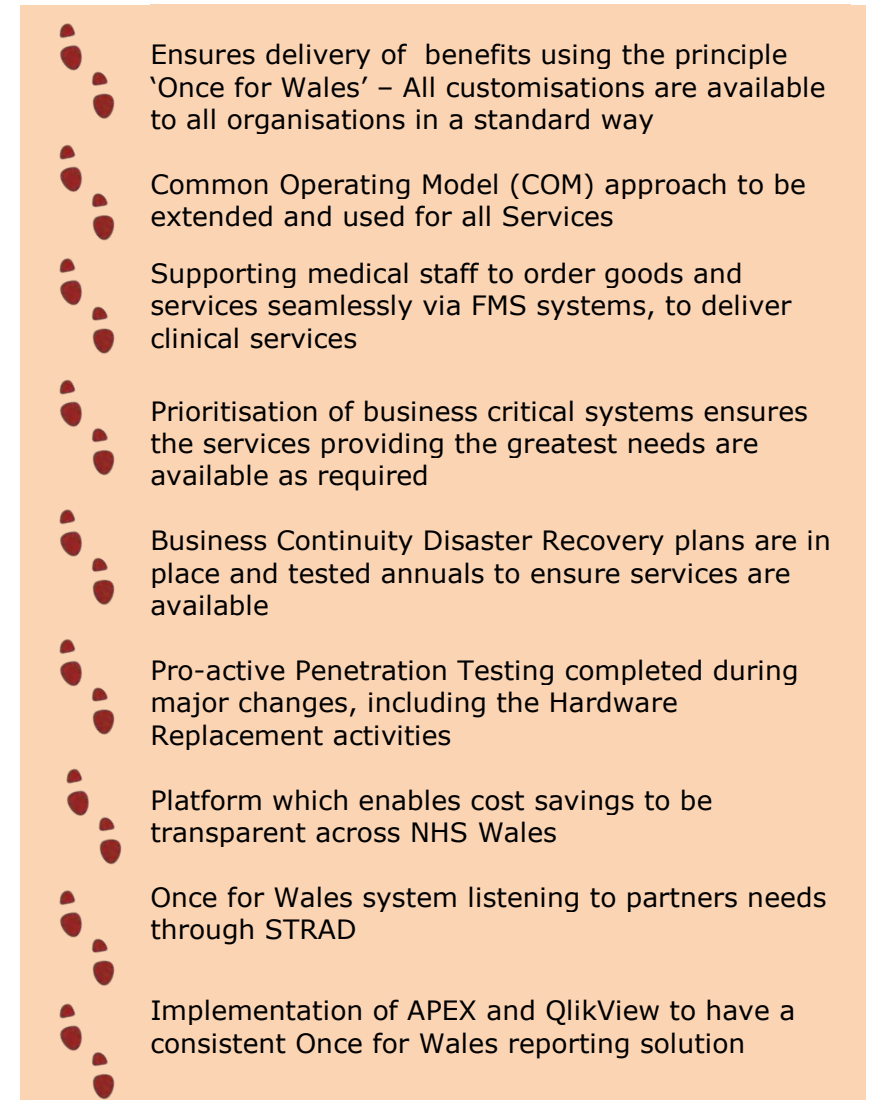 Ensures delivery of  benefits using the principle
‘Once for Wales’ – All customisations are available
to all organisations in a standard way
Common Operating Model (COM) approach to be
extended and used for all Services
Supporting medical staff to order goods and
services seamlessly via FMS systems, to deliver
clinical services
Prioritisation of business critical systems ensures
the services providing the greatest needs are
available as required
Business Continuity Disaster Recovery plans are in
place and tested annuals to ensure services are
available
Pro-active Penetration Testing completed during
major changes, including the Hardware
Replacement activities
Platform which enables cost savings to be
transparent across NHS Wales
Once for Wales system listening to partners needs
through STRAD
Implementation of APEX and QlikView to have a
consistent Once for Wales reporting solution